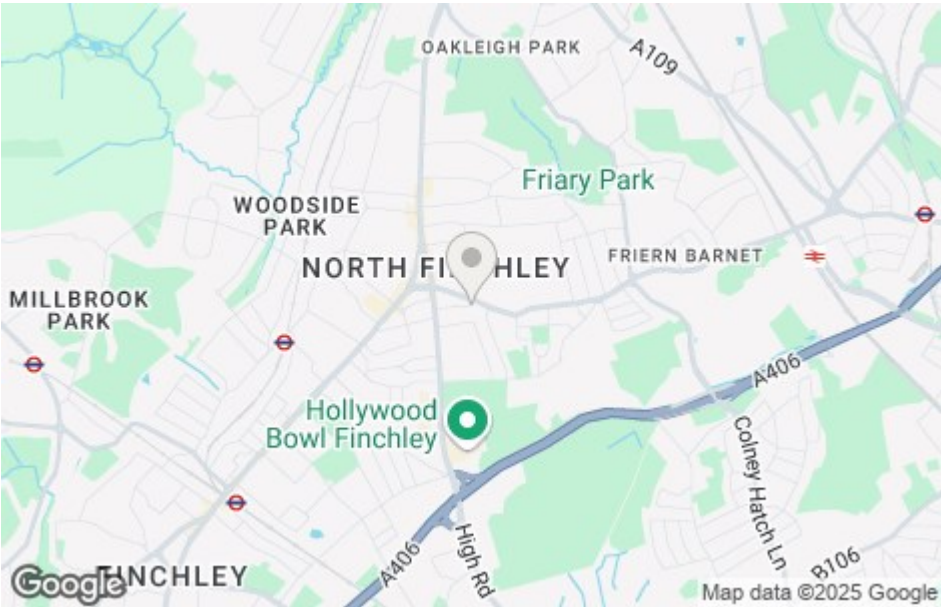 OAKLEIGH PARK
A109
Friary Park
WOODSIDE
PARK
NORTH FINCHLEY
FRIERN BARNET
MILLBROOK
PARK
A406
Hollywood
Bowl Finchley
Colney Hatch Ln
High Rd
A406
B106
FINCHLEY
Google
Map data ©2025 Google